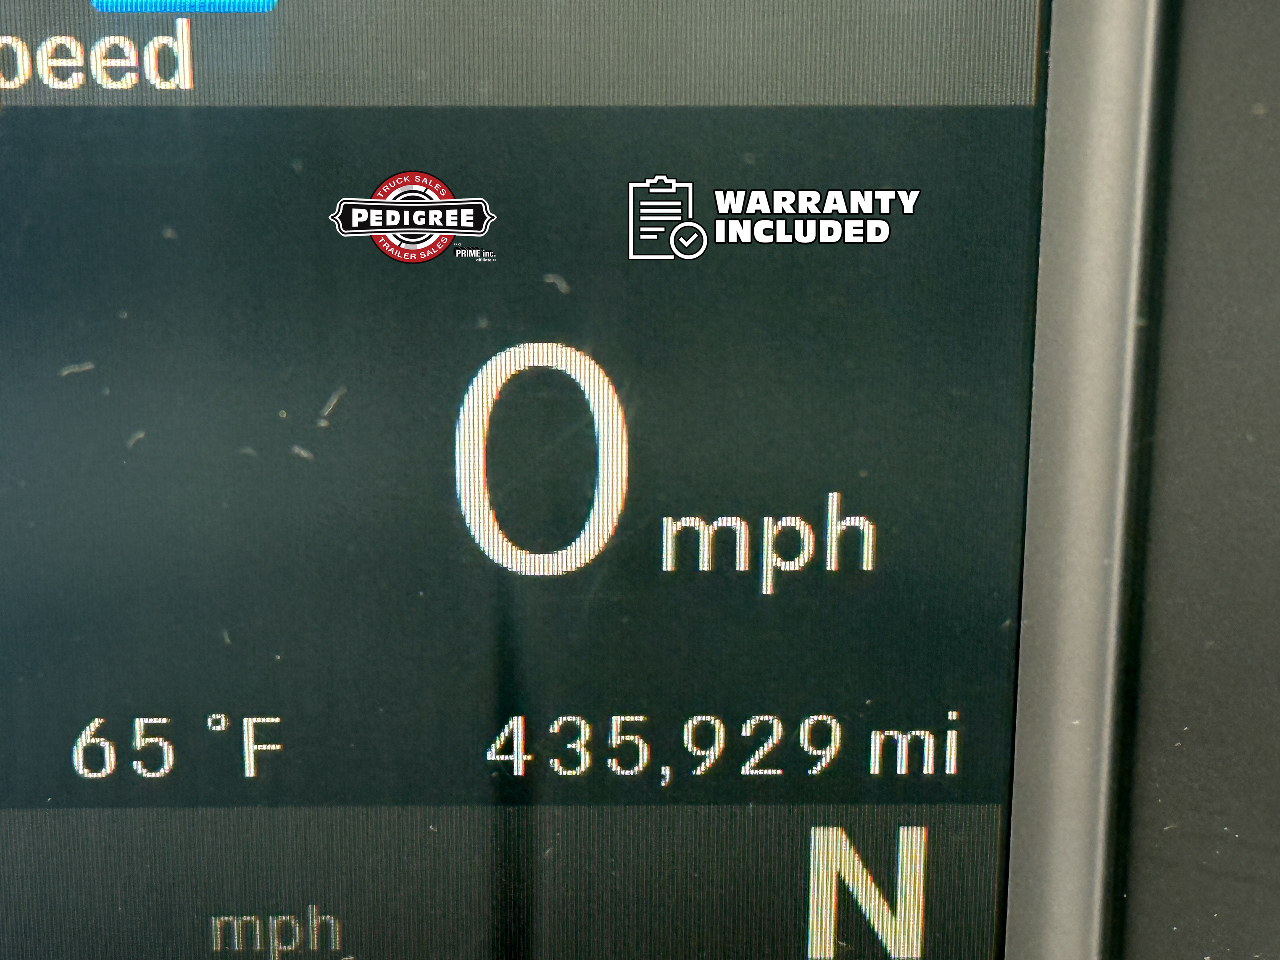 peed
TRUCK SALES
PEDIGREE
TRAILER SALES
PRIME inc.
WARRANTY
INCLUDED
0 mph
65 °F 435,929 mi
N
mph